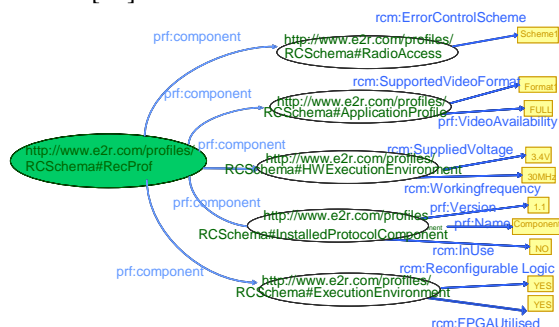 rcm:ErrorControlScheme
Scheme1
prf:component
http://www.e2r.com/profiles/
RCSchema#RadioAccess
rcm:SupportedVideoFormat
Format1
prf:component
http://www.e2r.com/profiles/
RCSchema#ApplicationProfile
FULL
prf:VideoAvailability
http://www.e2r.com/profiles/
RCSchema#RecProf
prf:component
http://www.e2r.com/profiles/
RCSchema#HWExecutionEnvironment
rcm:SuppliedVoltage
3.4V
30MHz
rcm:Workingfrequency
prf:component
http://www.e2r.com/profiles/
RCSchema#InstalledProtocolComponent
prf:Version
1.1
prf:Name
Component
rcm:InUse
NO
prf:component
http://www.e2r.com/profiles/
RCSchema#ExecutionEnvironment
rcm:Reconfigurable Logic
YES
YES
rcm:FPGAUtilised